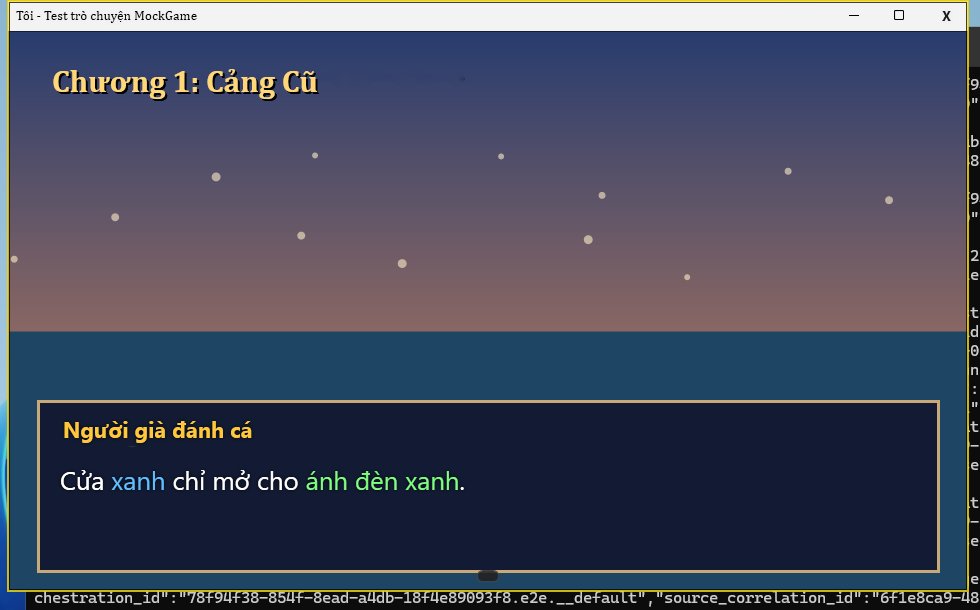 Tôi - Test trò chuyện MockGame
Chương 1: Cảng Cũ
Người già đánh cá
Cửa xanh chỉ mở cho ánh đèn xanh.
chestration_id":"78f94f38-854f-8ead-a4db-18f4e89093f8.e2e.__default","source_correlation_id":"6f1e8ca9-4